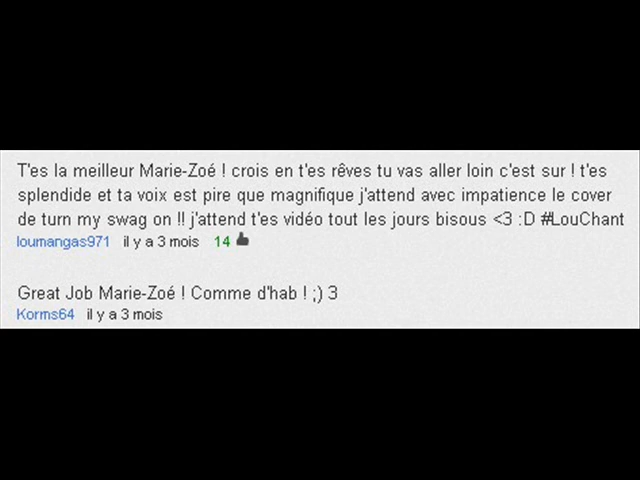 T'es la meilleur Marie-Zoé ! crois en t'es rêves tu vas aller loin c'est sur ! t'es
splendide et ta voix est pire que magnifique j'attend avec impatience le cover
de turn my swag on !! j'attend t'es vidéo tout les jours bisous <3 :D #LouChant
loumangas971 il y a 3 mois 14
Great Job Marie-Zoé ! Comme d'hab ! ;) 3
Korms64 il y a 3 mois